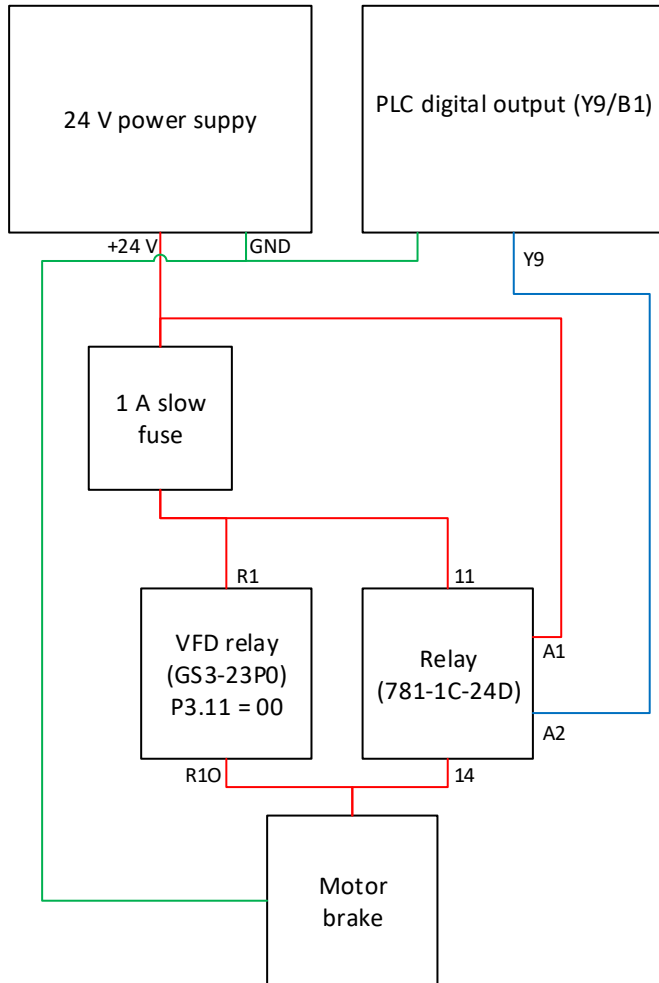 24 V power suppy
PLC digital output (Y9/B1)
+24 V
GND
Y9
1 A slow
fuse
R1
11
VFD relay
(GS3-23P0)
P3.11 = 00
Relay
(781-1C-24D)
A1
A2
R1O
14
Motor
brake